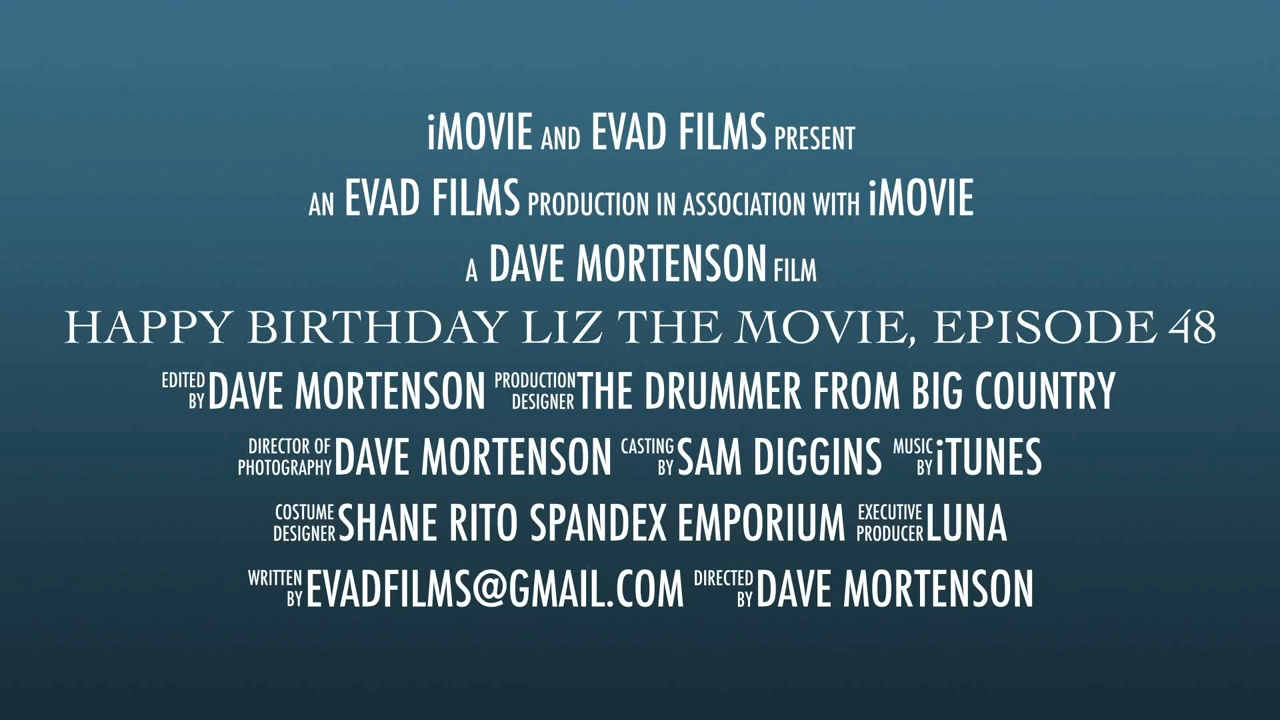 iMOVIE AND EVAD FILMS PRESENT
AN EVAD FILMS PRODUCTION IN ASSOCIATION WITH iMOVIE
A DAVE MORTENSON FILM
HAPPY BIRTHDAY LIZ THE MOVIE, EPISODE 48
EDITED BY DAVE MORTENSON PRODUCTION DESIGNER THE DRUMMER FROM BIG COUNTRY
DIRECTOR OF PHOTOGRAPHY DAVE MORTENSON CASTING BY SAM DIGGINS MUSIC BY iTUNES
COSTUME DESIGNER SHANE RITO SPANDEX EMPORIUM EXECUTIVE PRODUCER LUNA
WRITTEN BY EVADFILMS@GMAIL.COM DIRECTED BY DAVE MORTENSON